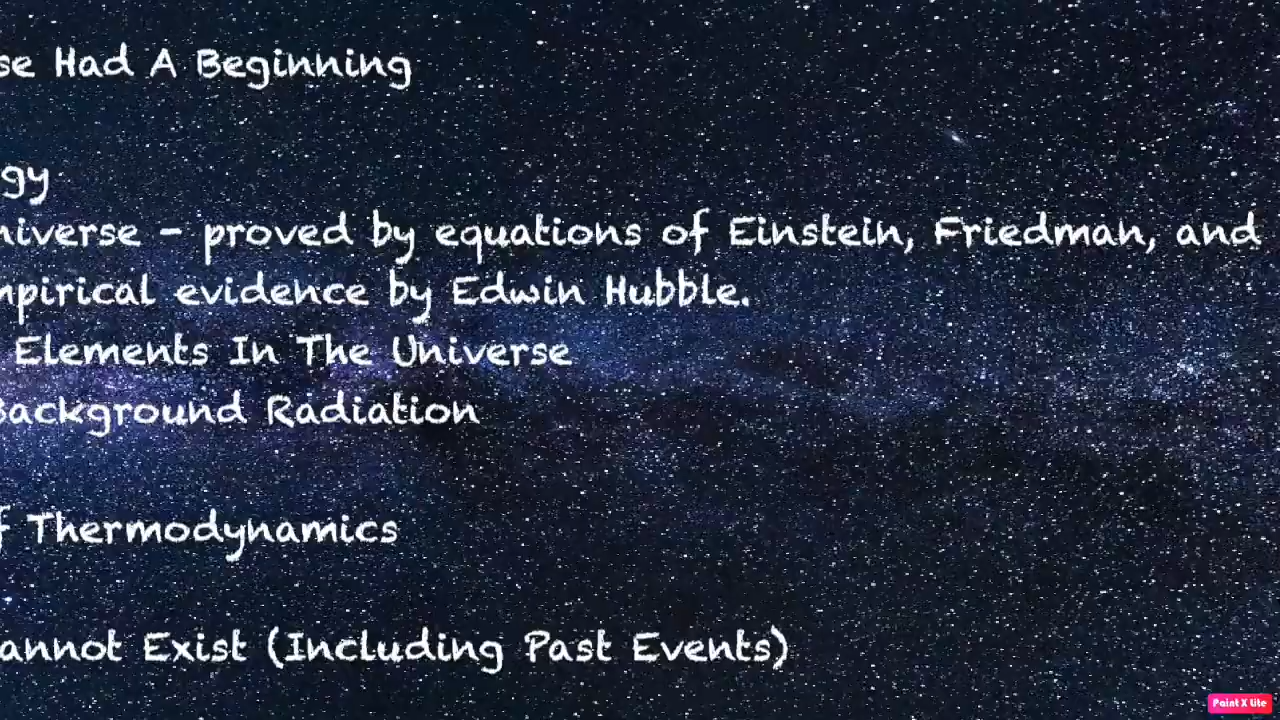 se Had A Beginning
gy
niverse - proved by equations of Einstein, Friedman, and
mpirical evidence by Edwin Hubble.
Elements In The Universe
Background Radiation
f Thermodynamics
annot Exist (Including Past Events)
Paint X Lite